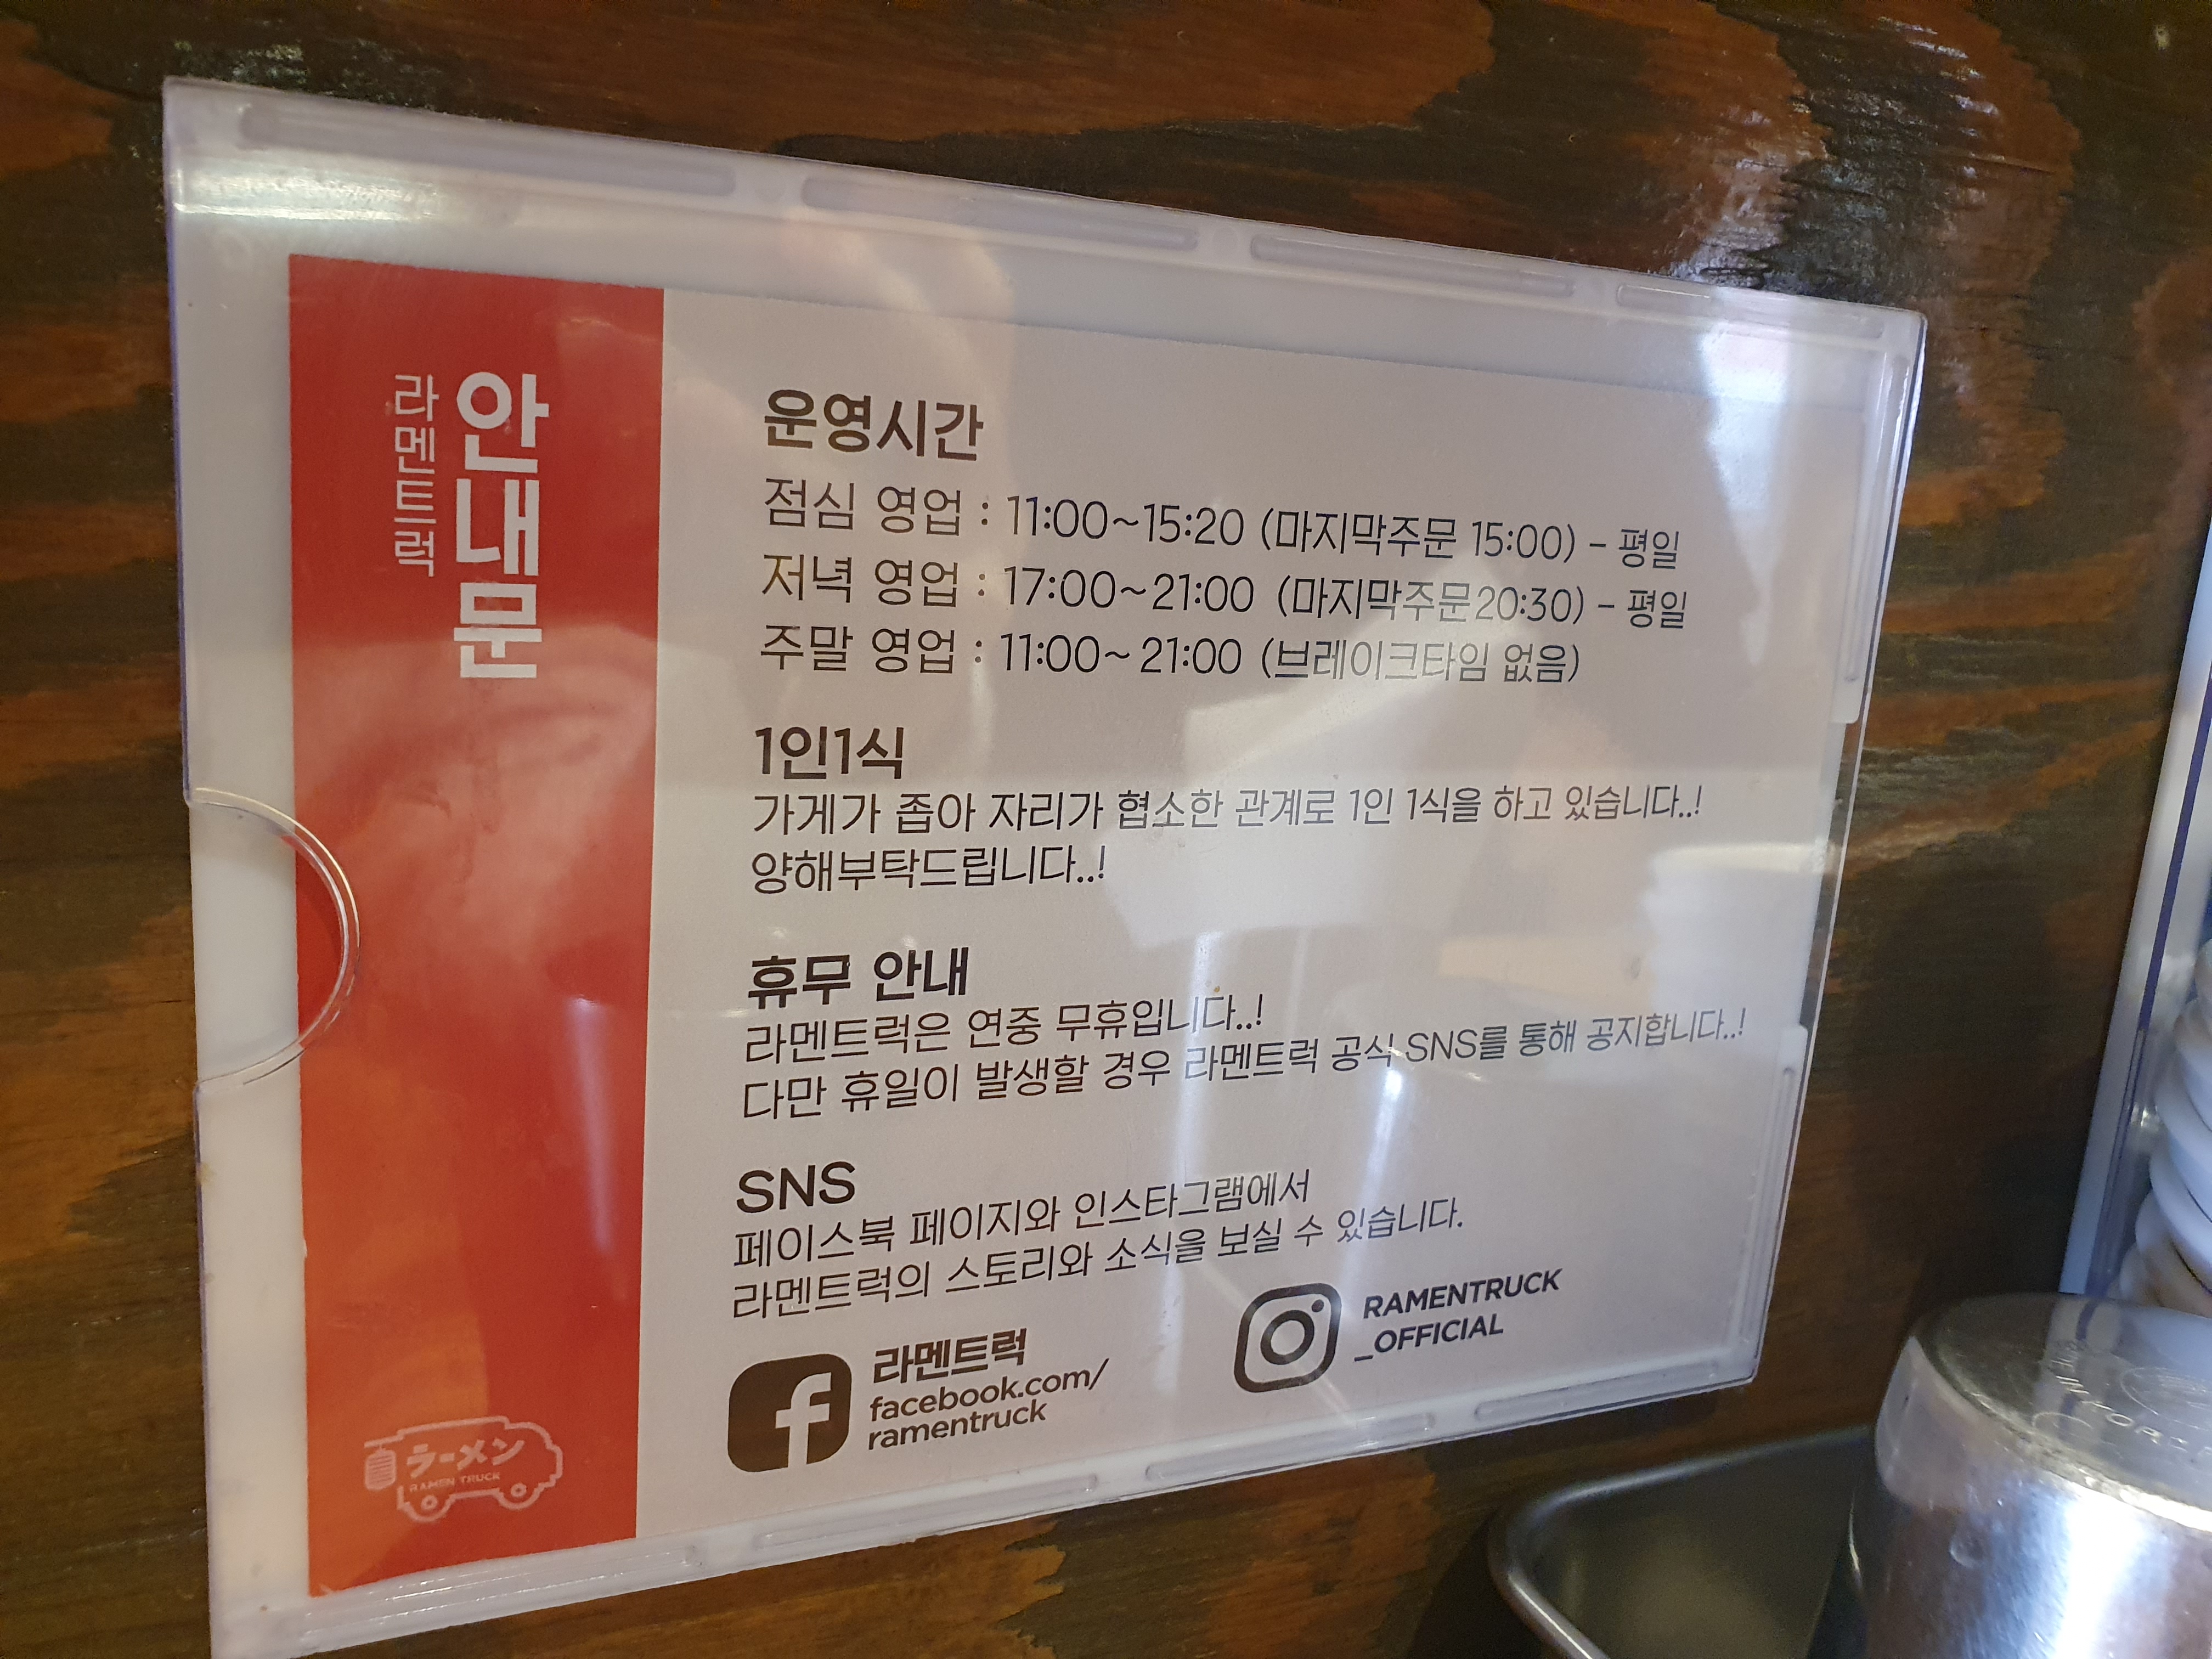 안내문
라멘트럭
운영시간
점심 영업 : 11:00~15:20 (마지막주문 15:00) - 평일
저녁 영업 : 17:00~21:00 (마지막주문20:30) - 평일
주말 영업 : 11:00~21:00 (브레이크타임 없음)
1인1식
가게가 좁아 자리가 협소한 관계로 1인 1식을 하고 있습니다..!
양해부탁드립니다..!
휴무 안내
라멘트럭은 연중 무휴입니다..!
다만 휴일이 발생할 경우 라멘트럭 공식 SNS를 통해 공지합니다..!
SNS
페이스북 페이지와 인스타그램에서
라멘트럭의 스토리와 소식을 보실 수 있습니다.
라멘트럭
facebook.com/
ramentruck
RAMENTRUCK
_OFFICIAL
ラーメン
RAMEN TRUCK